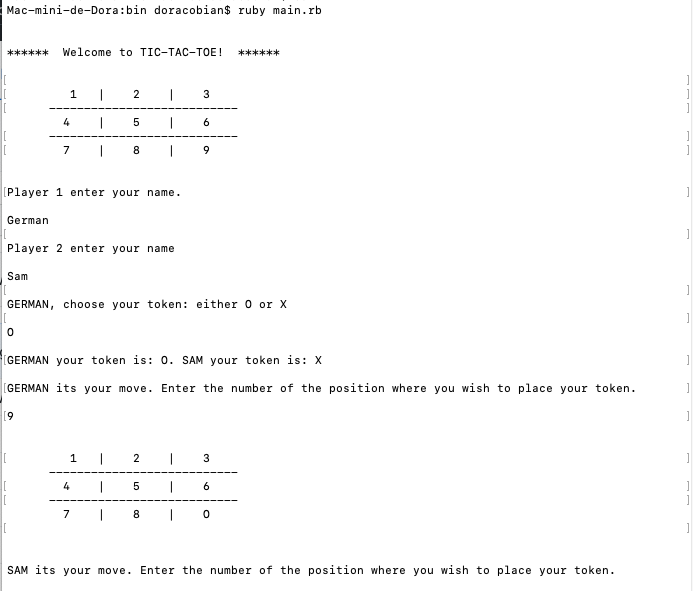 Mac-mini-de-Dora:bin doracobian$ ruby main.rb
****** Welcome to TIC-TAC-TOE! ******
1 | 2 | 3
---------------------------
4 | 5 | 6
---------------------------
7 | 8 | 9
Player 1 enter your name.
German
Player 2 enter your name
Sam
GERMAN, choose your token: either O or X
O
GERMAN your token is: O. SAM your token is: X
GERMAN its your move. Enter the number of the position where you wish to place your token.
9
1 | 2 | 3
---------------------------
4 | 5 | 6
---------------------------
7 | 8 | O
SAM its your move. Enter the number of the position where you wish to place your token.